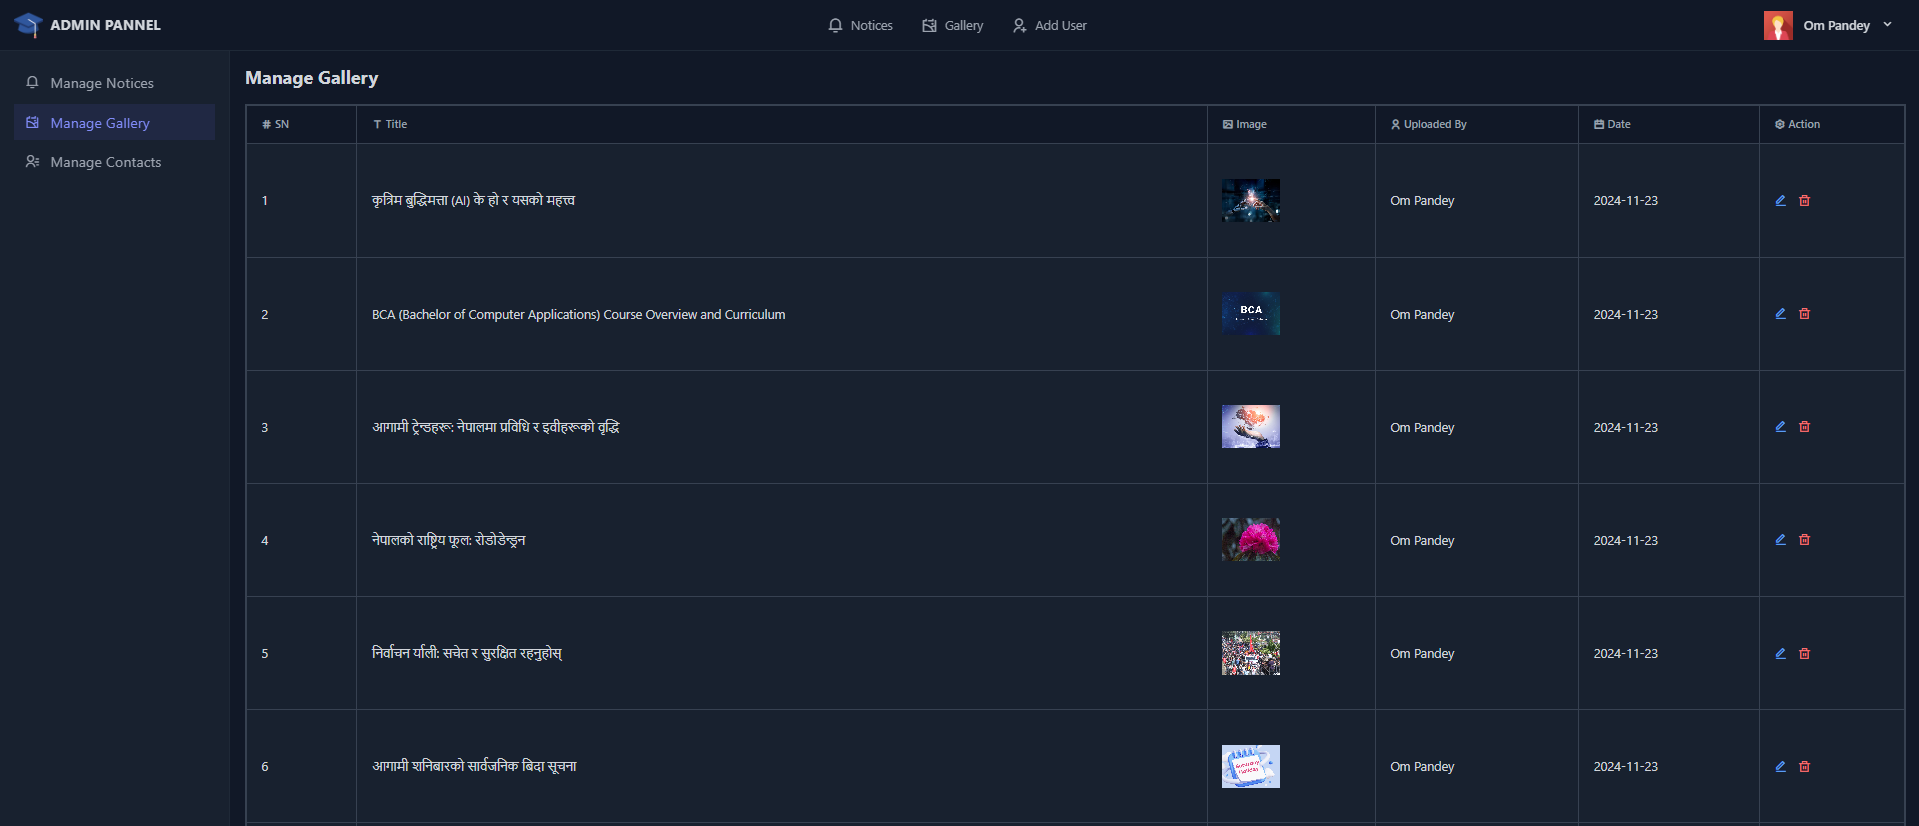 ADMIN PANNEL
Notices
Gallery
Add User
Om Pandey
Manage Notices
Manage Gallery
Manage Contacts
Manage Gallery
# SN Title Image Uploaded By Date Action
1 कृत्रिम बुद्धिमत्ता (AI) के हो र यसको महत्त्व Om Pandey 2024-11-23
2 BCA (Bachelor of Computer Applications) Course Overview and Curriculum BCA Om Pandey 2024-11-23
3 आगामी ट्रेन्डहरू: नेपालमा प्रविधि र इवीहरूको वृद्धि Om Pandey 2024-11-23
4 नेपालको राष्ट्रिय फूल: रोडोडेन्ड्रन Om Pandey 2024-11-23
5 निर्वाचन र्याली: सचेत र सुरक्षित रहनुहोस् Om Pandey 2024-11-23
6 आगामी शनिबारको सार्वजनिक बिदा सूचना Om Pandey 2024-11-23